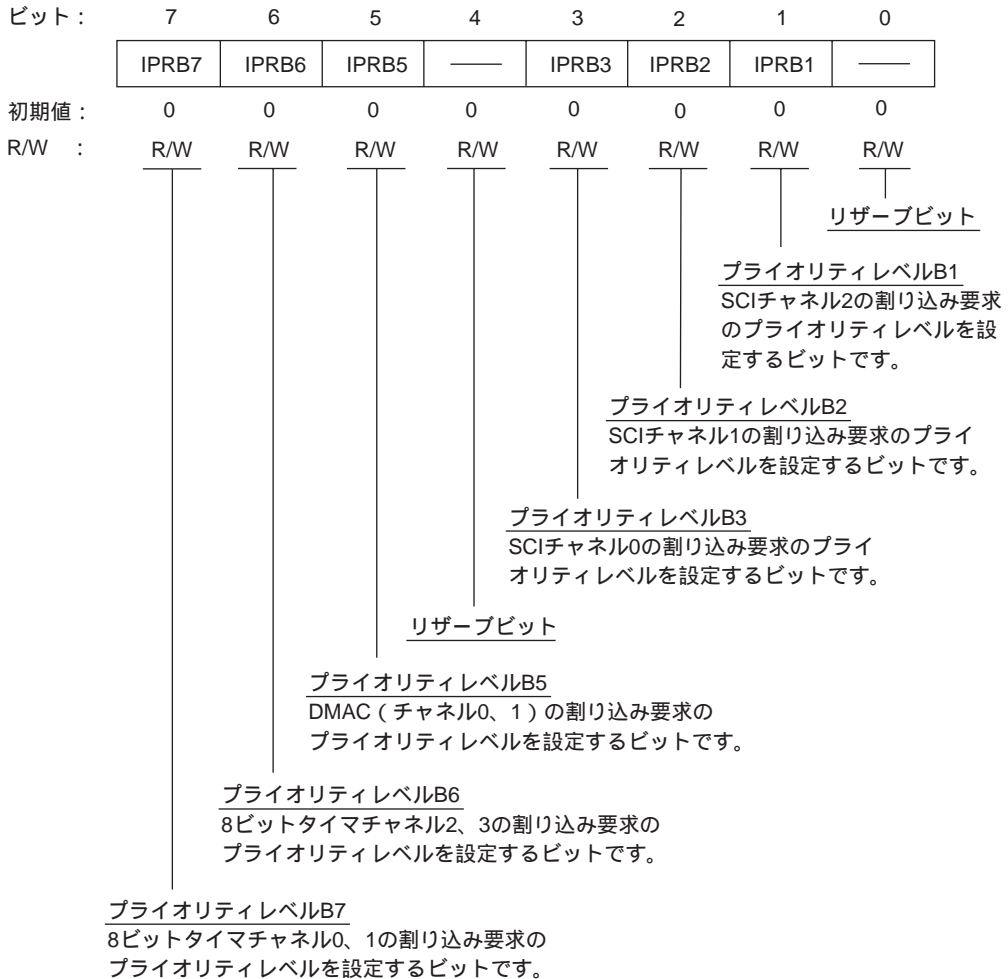 ビット： 7 6 5 4 3 2 1 0
IPRB7 IPRB6 IPRB5 — IPRB3 IPRB2 IPRB1 —
初期値： 0 0 0 0 0 0 0 0
R/W ： R/W R/W R/W R/W R/W R/W R/W R/W
リザーブビット
プライオリティレベルB1
SCIチャネル2の割り込み要求
のプライオリティレベルを設
定するビットです。
プライオリティレベルB2
SCIチャネル1の割り込み要求のプライ
オリティレベルを設定するビットです。
プライオリティレベルB3
SCIチャネル0の割り込み要求のプライ
オリティレベルを設定するビットです。
リザーブビット
プライオリティレベルB5
DMAC（チャネル0、1）の割り込み要求の
プライオリティレベルを設定するビットです。
プライオリティレベルB6
8ビットタイマチャネル2、3の割り込み要求の
プライオリティレベルを設定するビットです。
プライオリティレベルB7
8ビットタイマチャネル0、1の割り込み要求の
プライオリティレベルを設定するビットです。